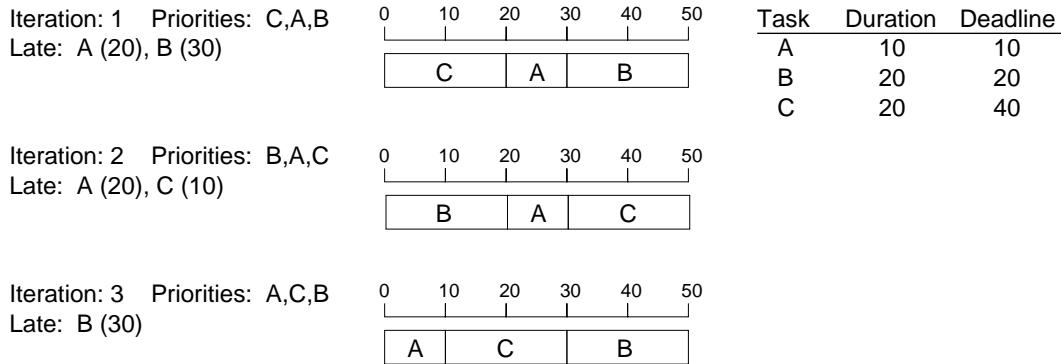 Iteration: 1 Priorities: C,A,B
Late: A (20), B (30)
0 10 20 30 40 50
C A B
Task Duration Deadline
A 10 10
B 20 20
C 20 40
Iteration: 2 Priorities: B,A,C
Late: A (20), C (10)
0 10 20 30 40 50
B A C
Iteration: 3 Priorities: A,C,B
Late: B (30)
0 10 20 30 40 50
A C B